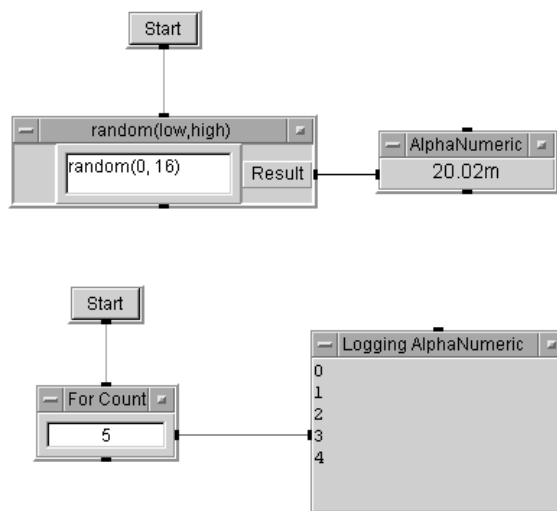 Start
random(low,high)
random(0, 16)
Result
AlphaNumeric
20.02m
Start
For Count
5
Logging AlphaNumeric
0
1
2
3
4